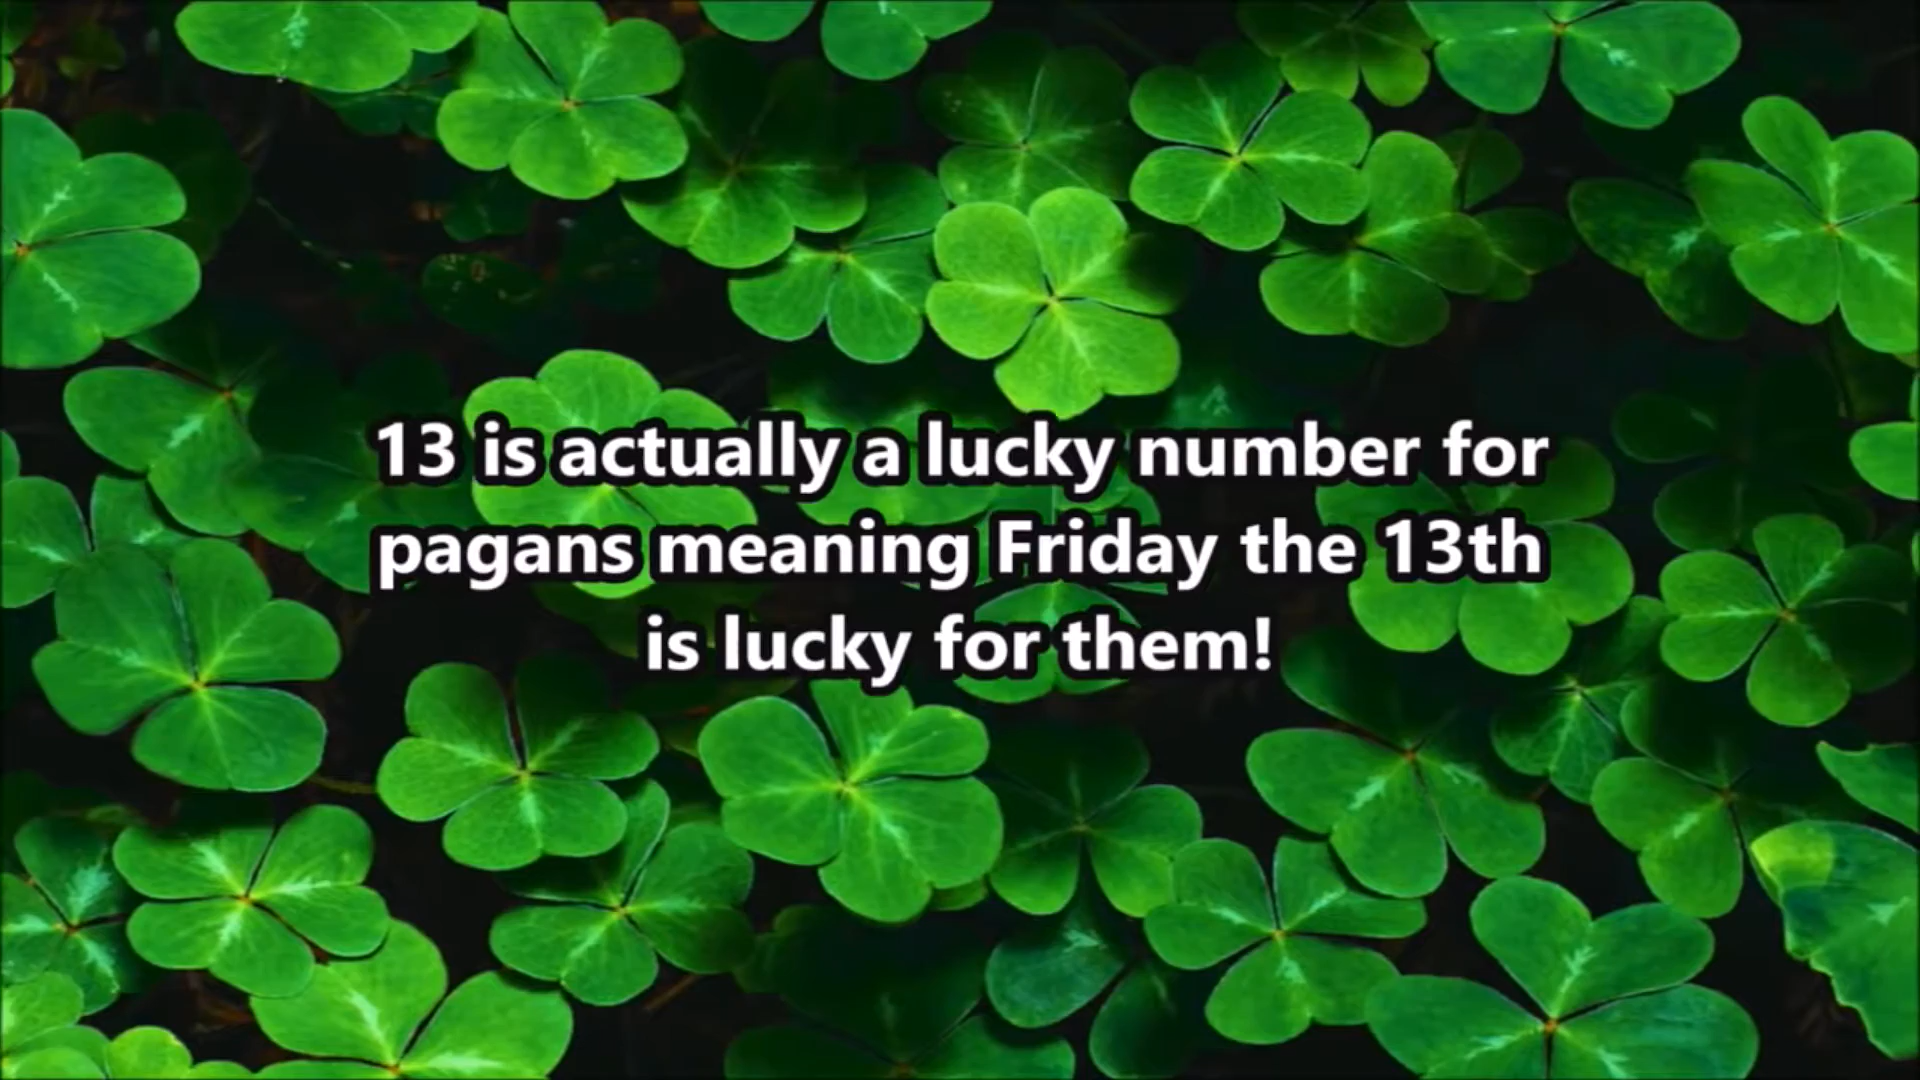 13 is actually a lucky number for
pagans meaning Friday the 13th
is lucky for them!